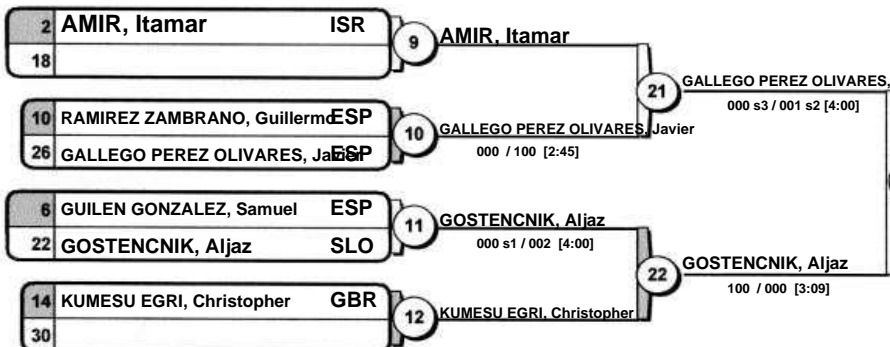 2 AMIR, Itamar ISR
18
9 AMIR, Itamar
10 RAMIREZ ZAMBRANO, Guillermo ESP
26 GALLEGO PEREZ OLIVARES, Javier ESP
10 GALLEGO PEREZ OLIVARES, Javier
000 / 100 [2:45]
21 GALLEGO PEREZ OLIVARES,
000 s3 / 001 s2 [4:00]
6 GUILEN GONZALEZ, Samuel ESP
22 GOSTENCNIK, Aljaz SLO
11 GOSTENCNIK, Aljaz
000 s1 / 002 [4:00]
14 KUMESU EGRI, Christopher GBR
30
12 KUMESU EGRI, Christopher
22 GOSTENCNIK, Aljaz
100 / 000 [3:09]